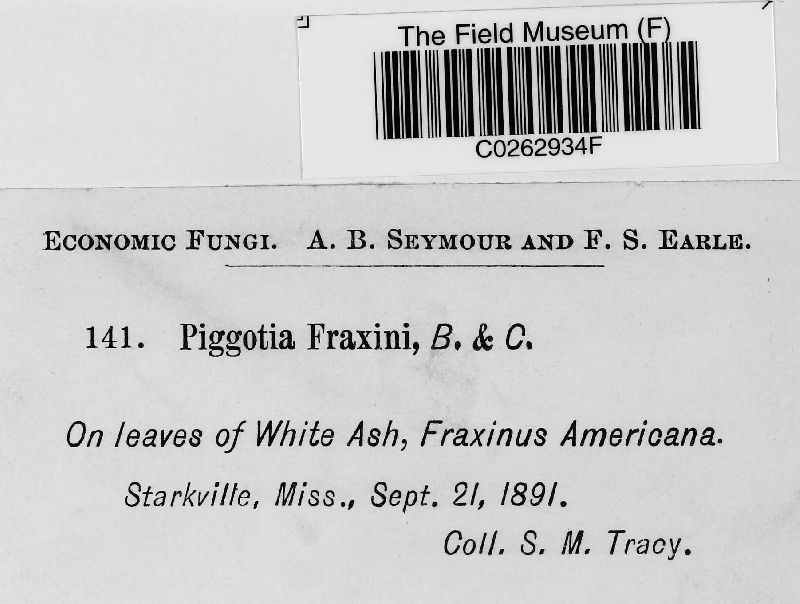 The Field Museum (F)
C0262934F
Economic Fungi. A. B. Seymour and F. S. Earle.
141. Piggotia Fraxini, B. & C.
On leaves of White Ash, Fraxinus Americana.
Starkville, Miss., Sept. 21, 1891.
Coll. S. M. Tracy.